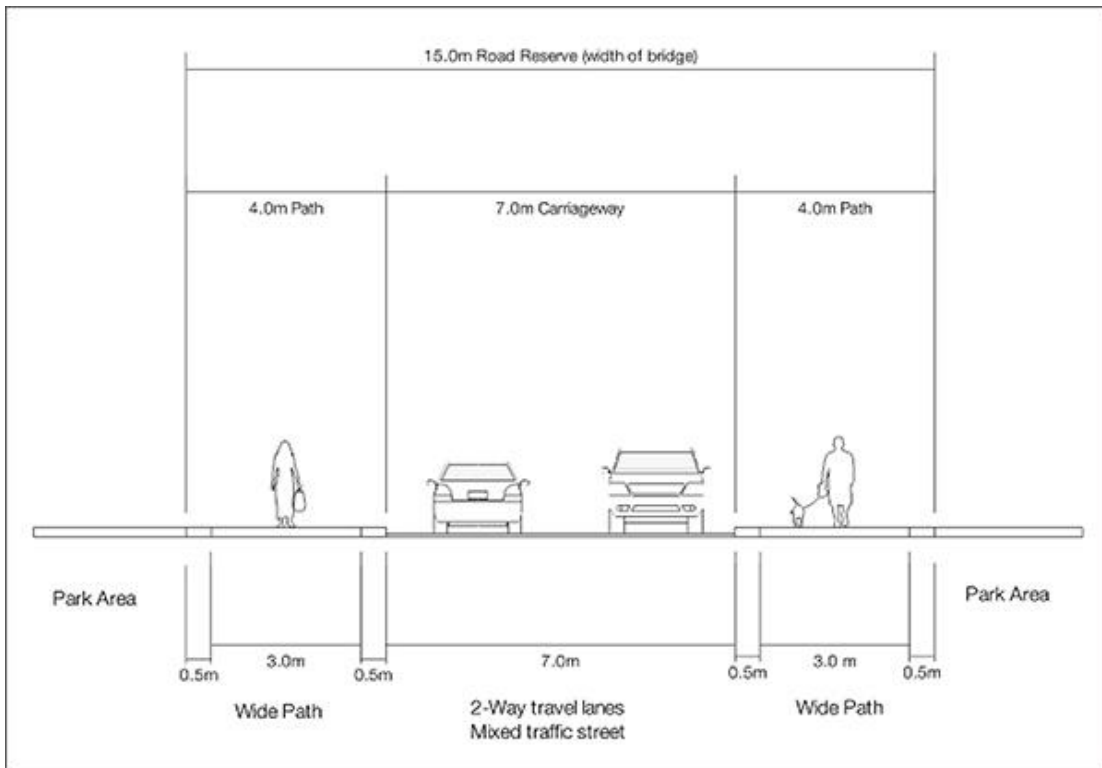 15.0m Road Reserve (width of bridge)
4.0m Path
7.0m Carriageway
4.0m Path
Park Area
Park Area
0.5m
3.0m
0.5m
7.0m
0.5m
3.0 m
0.5m
Wide Path
2-Way travel lanes
Mixed traffic street
Wide Path